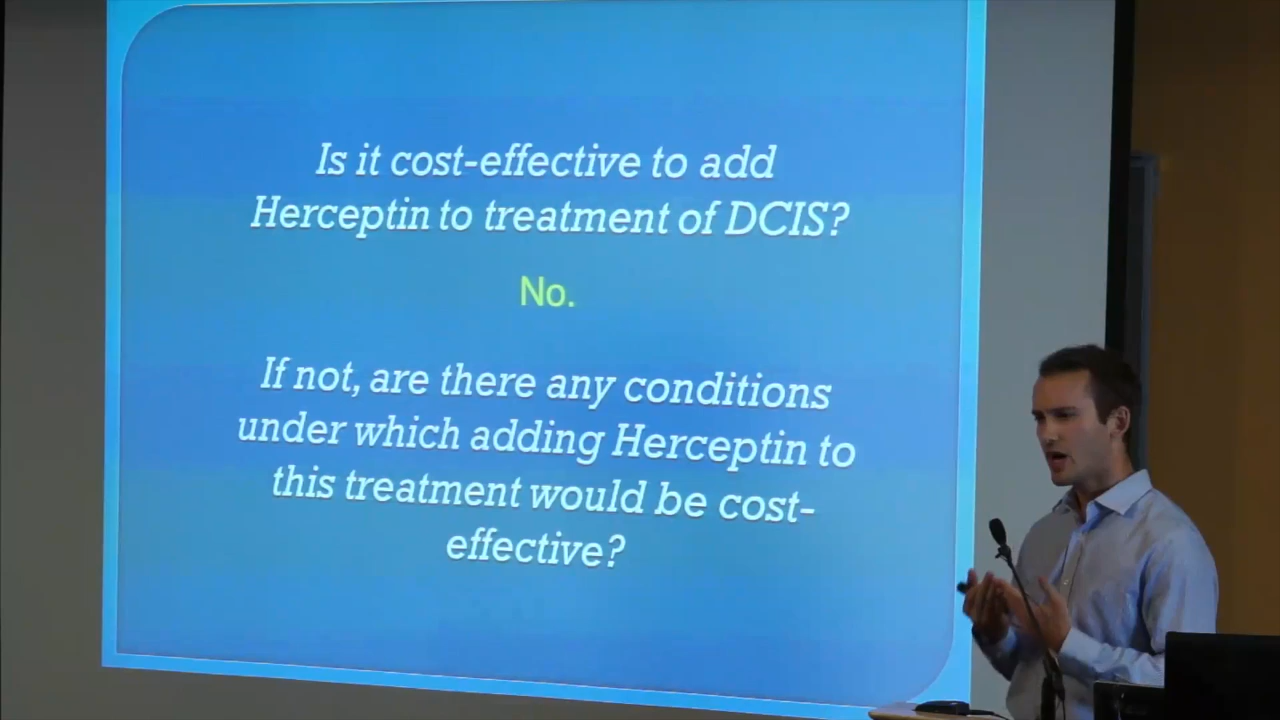 Is it cost-effective to add
Herceptin to treatment of DCIS?
No.
If not, are there any conditions
under which adding Herceptin to
this treatment would be cost-
effective?